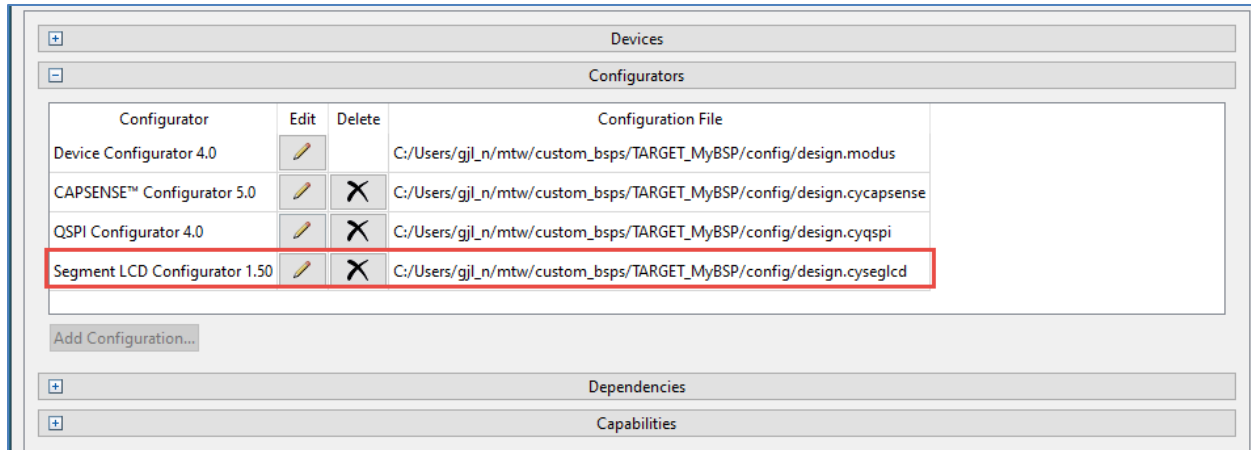 Devices
Configurators
Configurator Edit Delete Configuration File
Device Configurator 4.0 C:/Users/gjl_n/mtw/custom_bsps/TARGET_MyBSP/config/design.modus
CAPSENSE™ Configurator 5.0 C:/Users/gjl_n/mtw/custom_bsps/TARGET_MyBSP/config/design.cycapsense
QSPI Configurator 4.0 C:/Users/gjl_n/mtw/custom_bsps/TARGET_MyBSP/config/design.cyqspi
Segment LCD Configurator 1.50 C:/Users/gjl_n/mtw/custom_bsps/TARGET_MyBSP/config/design.cyseglcd
Add Configuration...
Dependencies
Capabilities